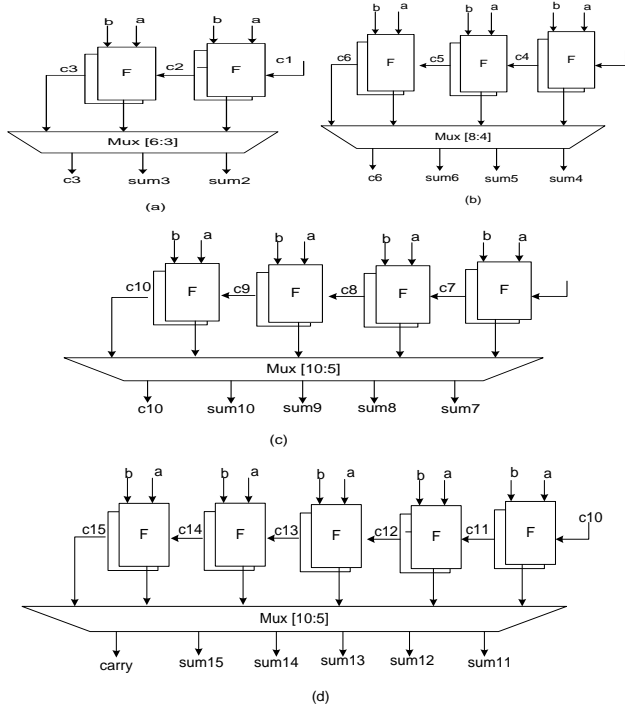 b a b a
c3 F c2 F c1
Mux [6:3]
c3 sum3 sum2
(a)
b a b a b a
c6 F c5 F c4 F
Mux [8:4]
c6 sum6 sum5 sum4
(b)
b a b a b a b a
c10 F c9 F c8 F c7 F
Mux [10:5]
c10 sum10 sum9 sum8 sum7
(c)
b a b a b a b a b a
c15 F c14 F c13 F c12 F c11 F c10
Mux [10:5]
carry sum15 sum14 sum13 sum12 sum11
(d)